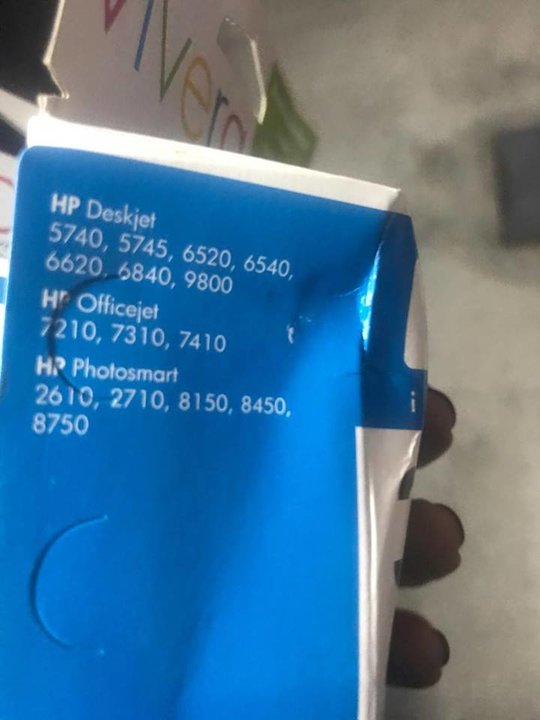 Vivera
HP Deskjet
5740, 5745, 6520, 6540,
6620, 6840, 9800
HP Officejet
7210, 7310, 7410
HP Photosmart
2610, 2710, 8150, 8450,
8750
i